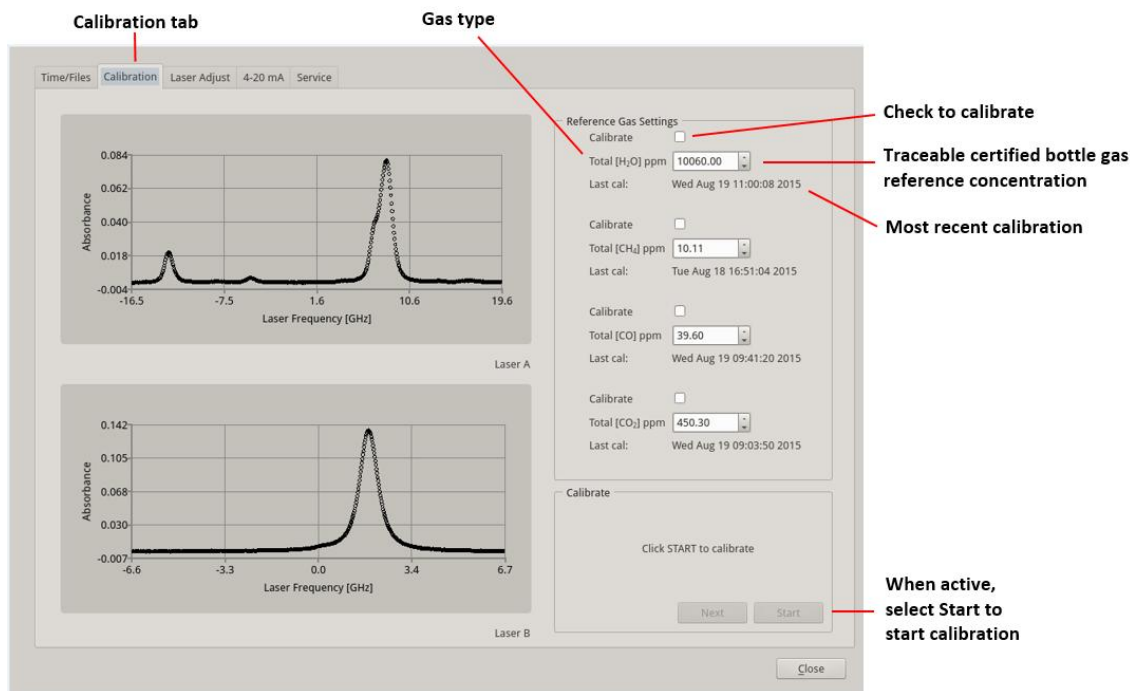 Calibration tab
Gas type
Time/Files Calibration Laser Adjust 4-20 mA Service
0.084
0.062
0.040
0.018
-0.004
Absorbance
-16.5 -7.5 1.6 10.6 19.6
Laser Frequency [GHz]
Laser A
0.142
0.105
0.068
0.030
-0.007
Absorbance
-6.6 -3.3 0.0 3.4 6.7
Laser Frequency [GHz]
Laser B
Reference Gas Settings
Calibrate
Total [H₂O] ppm 10060.00
Last cal: Wed Aug 19 11:00:08 2015
Calibrate
Total [CH₄] ppm 10.11
Last cal: Tue Aug 18 16:51:04 2015
Calibrate
Total [CO] ppm 39.60
Last cal: Wed Aug 19 09:41:20 2015
Calibrate
Total [CO₂] ppm 450.30
Last cal: Wed Aug 19 09:03:50 2015
Calibrate
Click START to calibrate
Next Start
Close
Check to calibrate
Traceable certified bottle gas
reference concentration
Most recent calibration
When active,
select Start to
start calibration